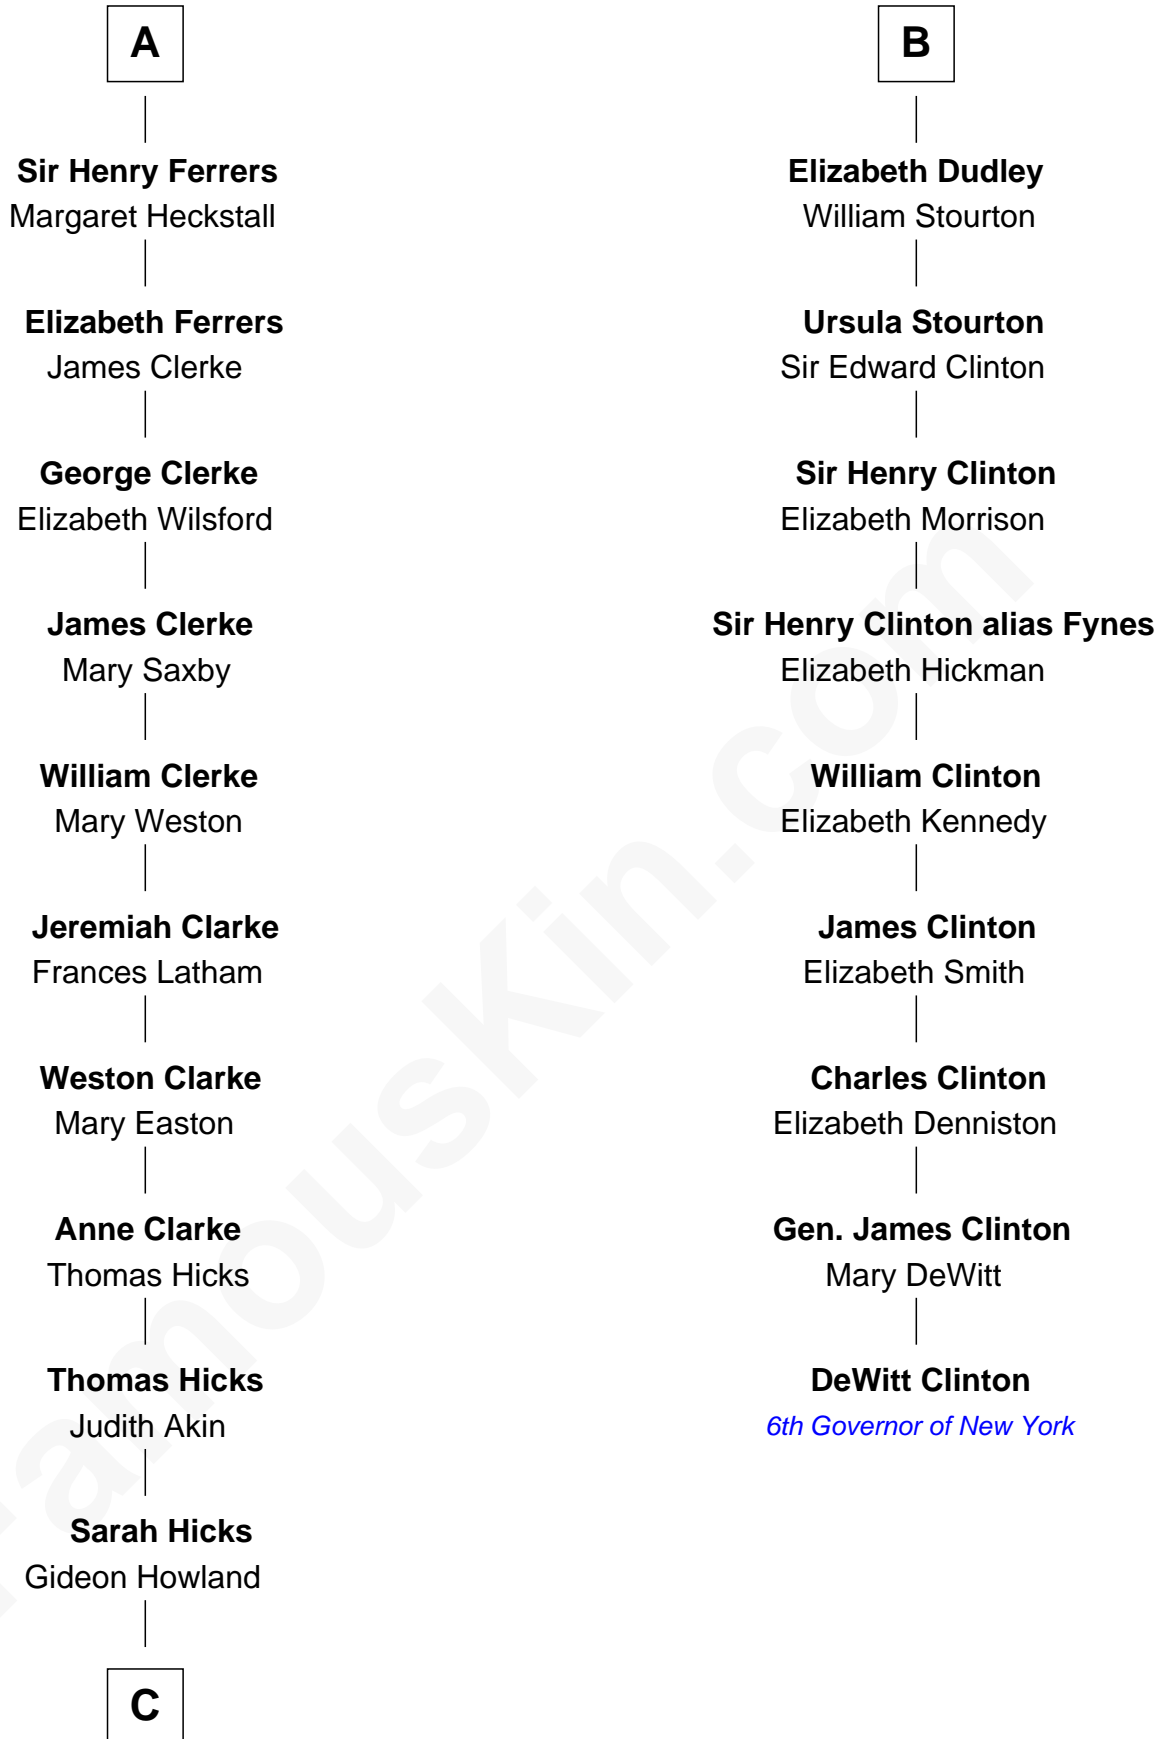 A
Sir Henry Ferrers
Margaret Heckstall
Elizabeth Ferrers
James Clerke
George Clerke
Elizabeth Wilsford
James Clerke
Mary Saxby
William Clerke
Mary Weston
Jeremiah Clarke
Frances Latham
Weston Clarke
Mary Easton
Anne Clarke
Thomas Hicks
Thomas Hicks
Judith Akin
Sarah Hicks
Gideon Howland
C
B
Elizabeth Dudley
William Stourton
Ursula Stourton
Sir Edward Clinton
Sir Henry Clinton
Elizabeth Morrison
Sir Henry Clinton alias Fynes
Elizabeth Hickman
William Clinton
Elizabeth Kennedy
James Clinton
Elizabeth Smith
Charles Clinton
Elizabeth Denniston
Gen. James Clinton
Mary DeWitt
DeWitt Clinton
6th Governor of New York
FamousKin.com